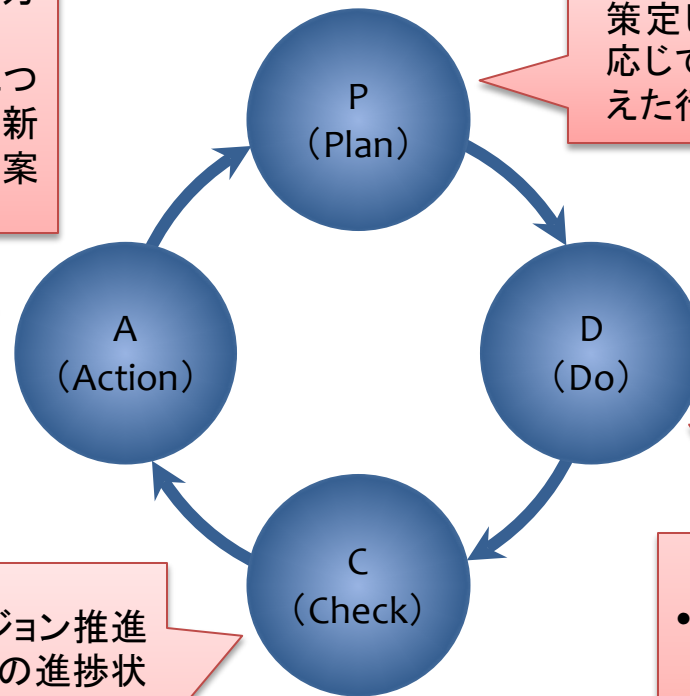 つ
新
案
策定し
応じて
えた行
P
（Plan）
A
（Action）
D
（Do）
C
（Check）
ジョン推進
の進捗状
•